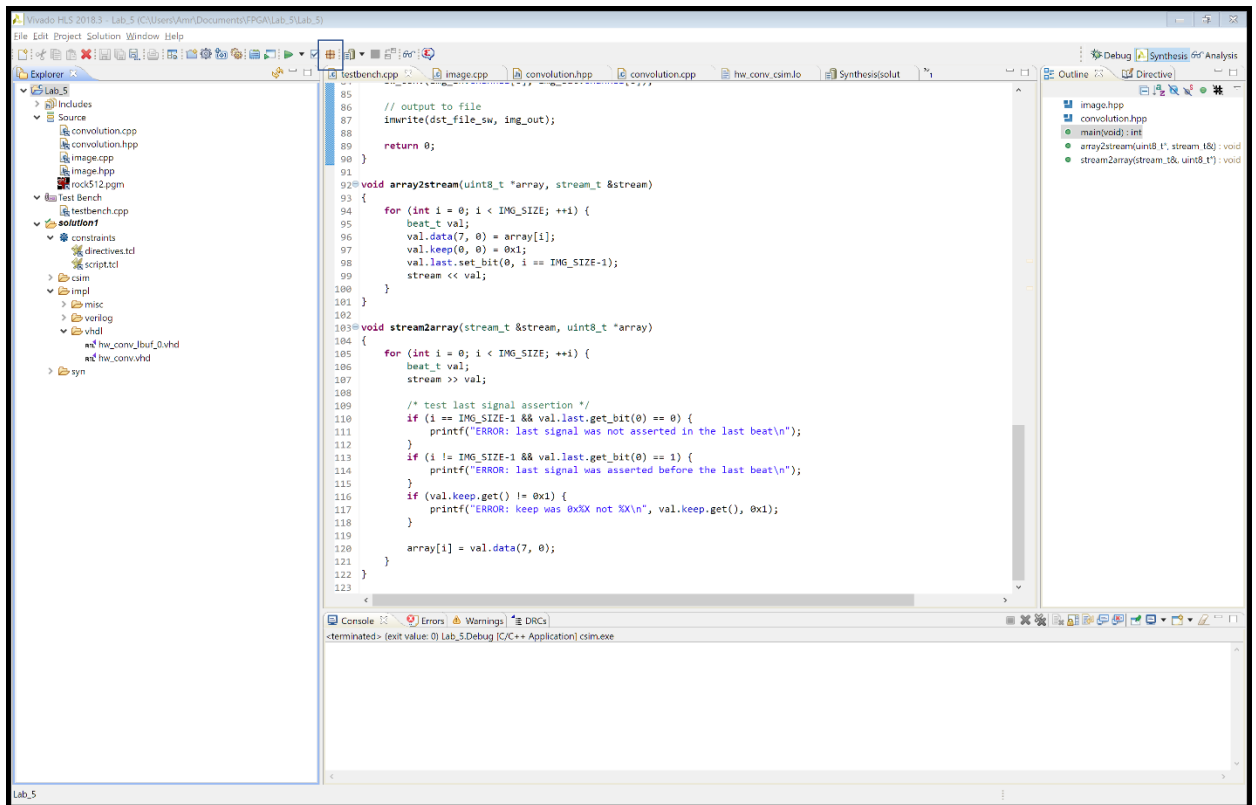 Vivado HLS 2018.3 - Lab_5 (C:\Users\Amr\Documents\FPGA\Lab_5\Lab_5)
File Edit Project Solution Window Help
Debug Synthesis Analysis
Explorer
testbench.cpp image.cpp convolution.hpp convolution.cpp hw_conv_csim.lo Synthesis(solut "1
Outline Directive
Lab_5
Includes
Source
convolution.cpp
convolution.hpp
image.cpp
image.hpp
rock512.pgm
Test Bench
testbench.cpp
solution1
constraints
directives.tcl
script.tcl
csim
impl
misc
verilog
vhdl
hw_conv_lbuf_0.vhd
hw_conv.vhd
syn
85
86 // output to file
87 imwrite(dst_file_sw, img_out);
88
89 return 0;
90 }
91
92 void array2stream(uint8_t *array, stream_t &stream)
93 {
94 for (int i = 0; i < IMG_SIZE; ++i) {
95 beat_t val;
96 val.data(7, 0) = array[i];
97 val.keep(0, 0) = 0x1;
98 val.last.set_bit(0, i == IMG_SIZE-1);
99 stream << val;
100 }
101 }
102
103 void stream2array(stream_t &stream, uint8_t *array)
104 {
105 for (int i = 0; i < IMG_SIZE; ++i) {
106 beat_t val;
107 stream >> val;
108
109 /* test last signal assertion */
110 if (i == IMG_SIZE-1 && val.last.get_bit(0) == 0) {
111 printf("ERROR: last signal was not asserted in the last beat\n");
112 }
113 if (i != IMG_SIZE-1 && val.last.get_bit(0) == 1) {
114 printf("ERROR: last signal was asserted before the last beat\n");
115 }
116 if (val.keep.get() != 0x1) {
117 printf("ERROR: keep was 0x%X not %X\n", val.keep.get(), 0x1);
118 }
119
120 array[i] = val.data(7, 0);
121 }
122 }
123
image.hpp
convolution.hpp
main(void) : int
array2stream(uint8_t*, stream_t&) : void
stream2array(stream_t&, uint8_t*) : void
Console Errors Warnings DRCs
<terminated> (exit value: 0) Lab_5.Debug [C/C++ Application] csim.exe
Lab_5